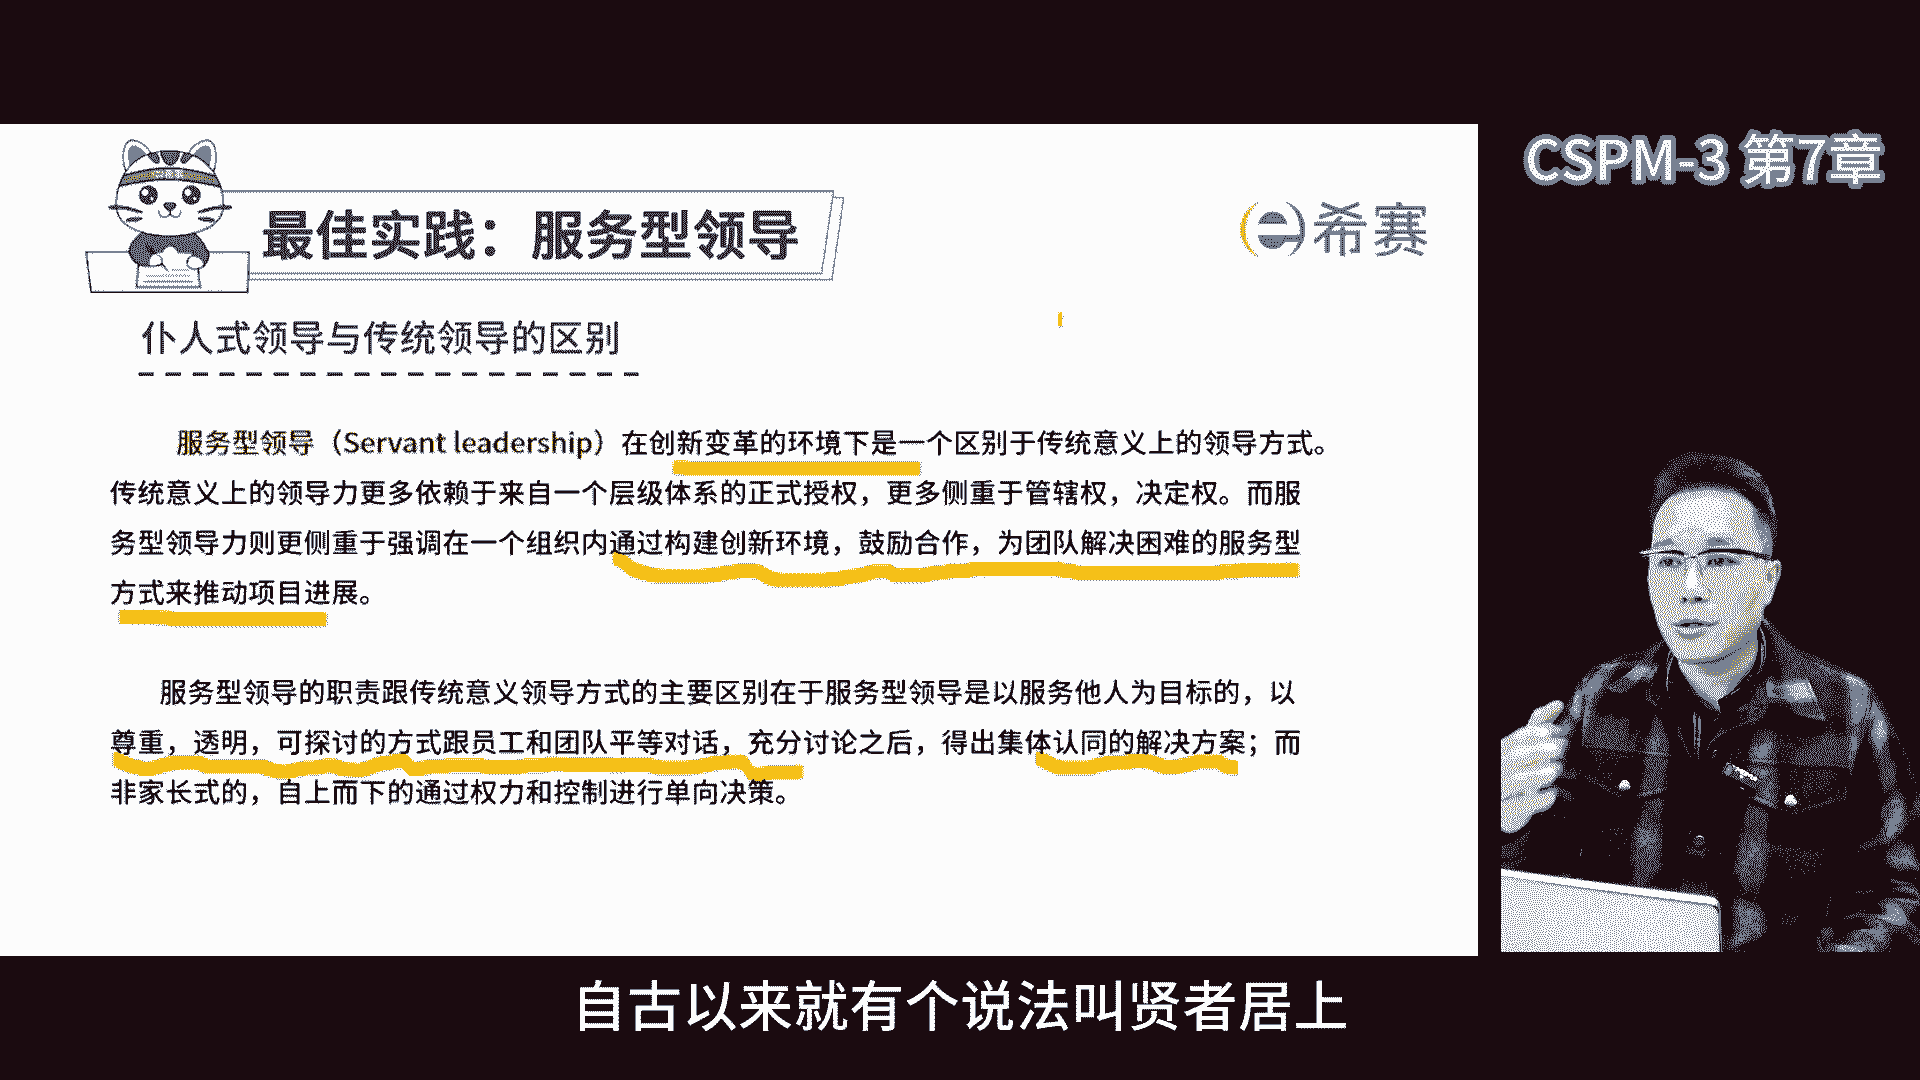 CSPM-3 第7章
最佳实践：服务型领导
希赛
仆人式领导与传统领导的区别
服务型领导（Servant leadership）在创新变革的环境下是一个区别于传统意义上的领导方式。
传统意义上的领导力更多依赖于来自一个层级体系的正式授权，更多侧重于管辖权，决定权。而服
务型领导力则更侧重于强调在一个组织内通过构建创新环境，鼓励合作，为团队解决困难的服务型
方式来推动项目进展。
服务型领导的职责跟传统意义领导方式的主要区别在于服务型领导是以服务他人为目标的，以
尊重，透明，可探讨的方式跟员工和团队平等对话，充分讨论之后，得出集体认同的解决方案；而
非家长式的，自上而下的通过权力和控制进行单向决策。
自古以来就有个说法叫贤者居上